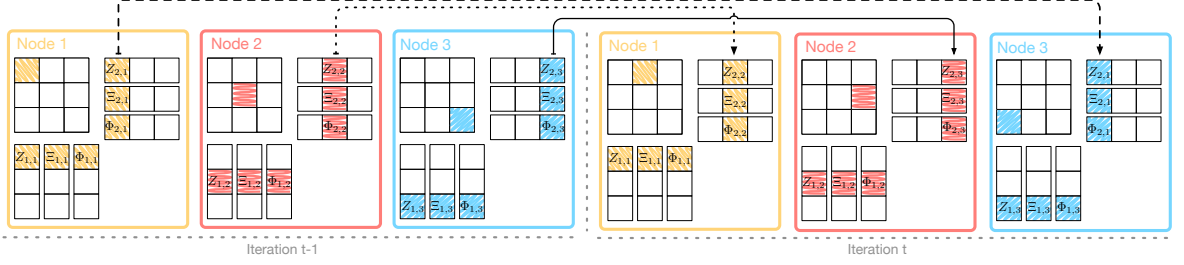 Node 1
Z2,1
Ξ2,1
Φ2,1
Z1,1 Ξ1,1 Φ1,1
Node 2
Z2,2
Ξ2,2
Φ2,2
Z1,2 Ξ1,2 Φ1,2
Node 3
Z2,3
Ξ2,3
Φ2,3
Z1,3 Ξ1,3 Φ1,3
Iteration t-1
Node 1
Z2,2
Ξ2,2
Φ2,2
Z1,1 Ξ1,1 Φ1,1
Node 2
Z2,3
Ξ2,3
Φ2,3
Z1,2 Ξ1,2 Φ1,2
Node 3
Z2,1
Ξ2,1
Φ2,1
Z1,3 Ξ1,3 Φ1,3
Iteration t